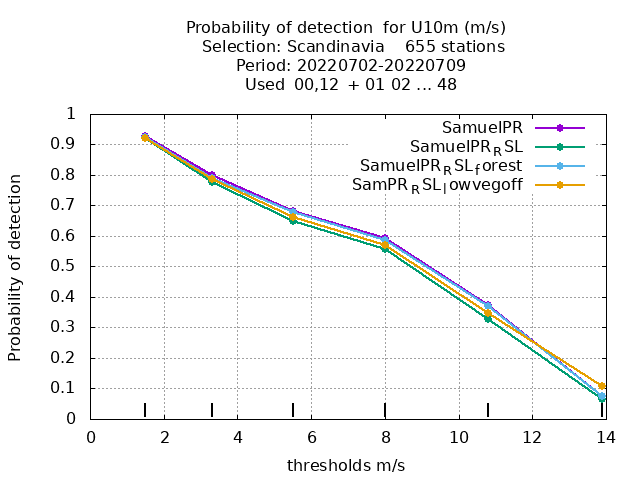 Probability of detection  for U10m (m/s)
Selection: Scandinavia    655 stations
Period: 20220702-20220709
Used  00,12  + 01 02 ... 48
Probability of detection
1
0.9
0.8
0.7
0.6
0.5
0.4
0.3
0.2
0.1
0
SamuelPR
SamuelPR_RSL
SamuelPR_RSL_forest
SamPR_RSL_lowvegoff
0 2 4 6 8 10 12 14
thresholds m/s